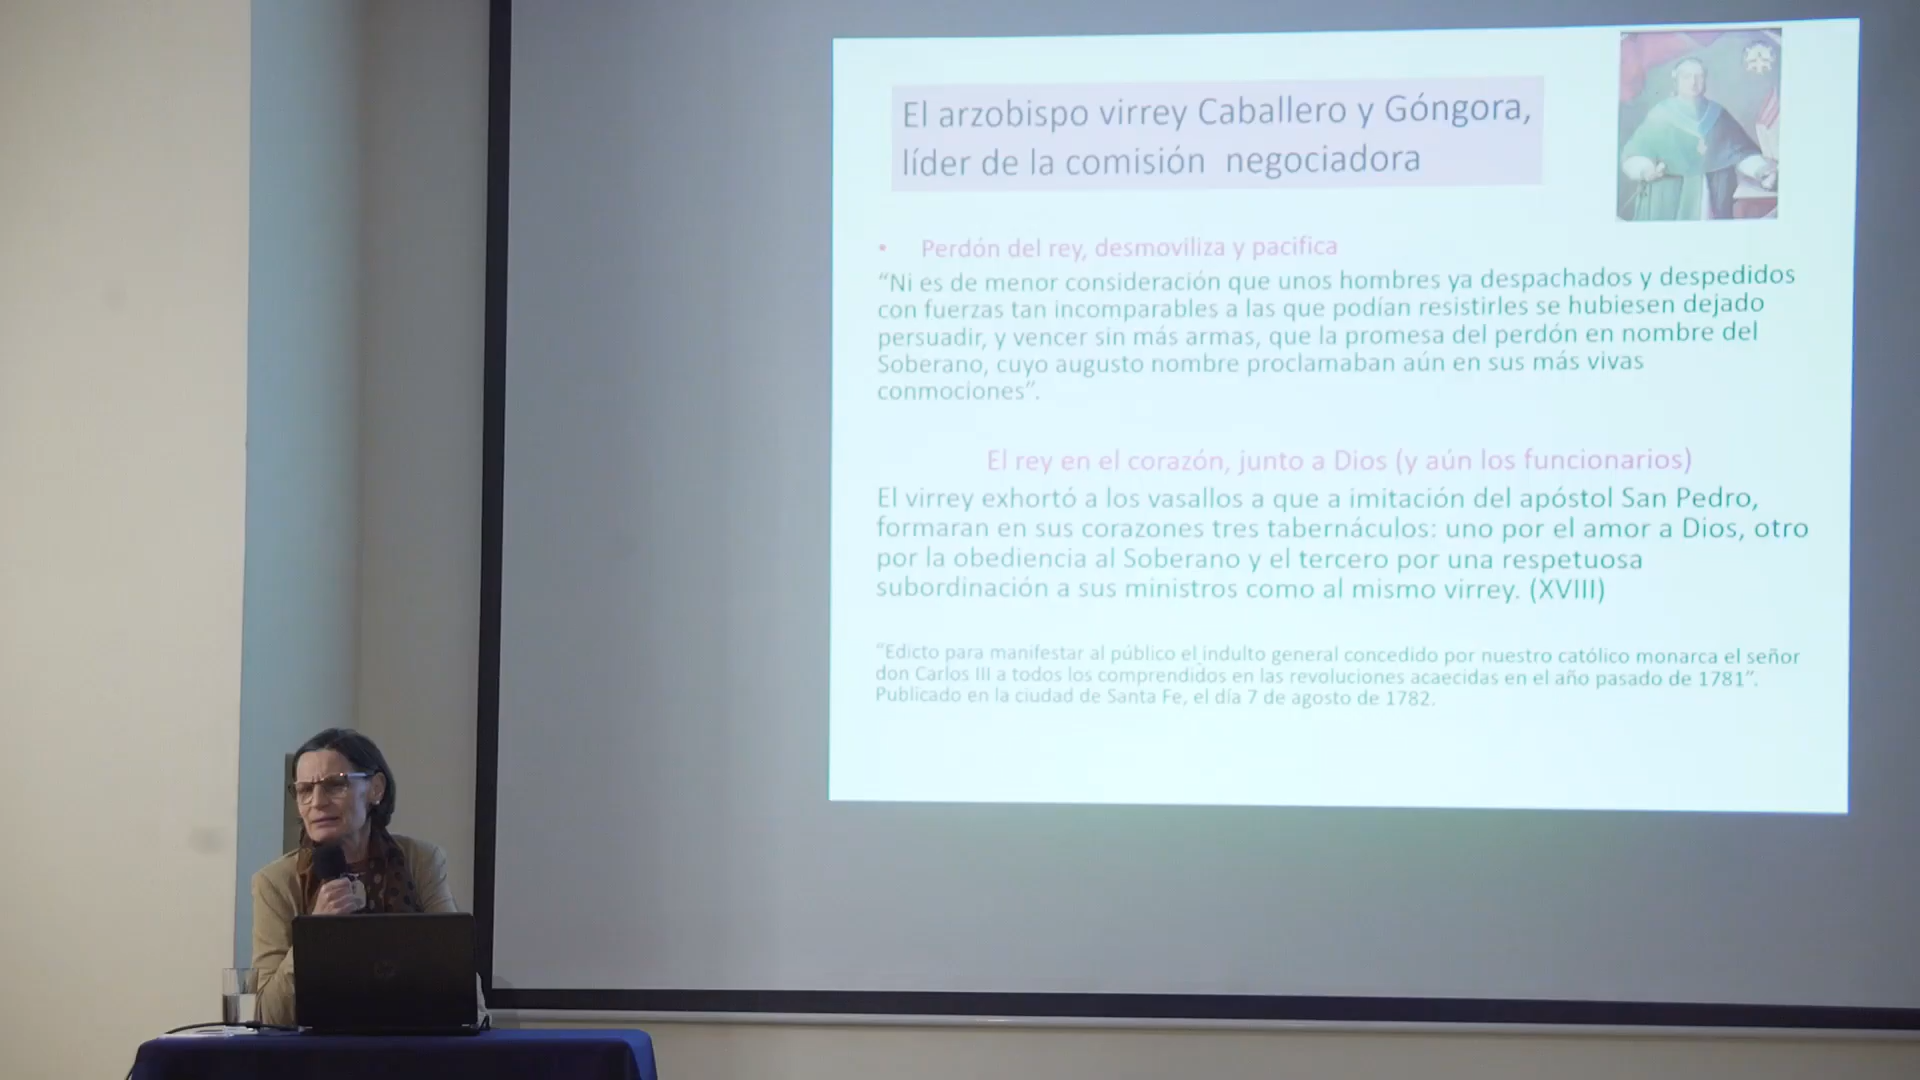 El arzobispo virrey Caballero y Góngora,
líder de la comisión negociadora
• Perdón del rey, desmoviliza y pacifica
“Ni es de menor consideración que unos hombres ya despachados y despedidos
con fuerzas tan incomparables a las que podían resistirles se hubiesen dejado
persuadir, y vencer sin más armas, que la promesa del perdón en nombre del
Soberano, cuyo augusto nombre proclamaban aún en sus más vivas
conmociones”.
El rey en el corazón, junto a Dios (y aún los funcionarios)
El virrey exhortó a los vasallos a que a imitación del apóstol San Pedro,
formaran en sus corazones tres tabernáculos: uno por el amor a Dios, otro
por la obediencia al Soberano y el tercero por una respetuosa
subordinación a sus ministros como al mismo virrey. (XVIII)
“Edicto para manifestar al público el indulto general concedido por nuestro católico monarca el señor
don Carlos III a todos los comprendidos en las revoluciones acaecidas en el año pasado de 1781”.
Publicado en la ciudad de Santa Fe, el día 7 de agosto de 1782.